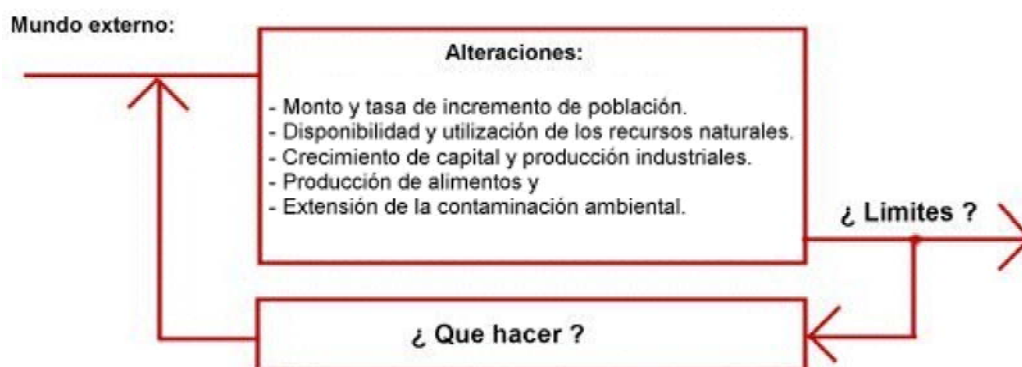 Mundo externo:
Alteraciones:
- Monto y tasa de incremento de población.
- Disponibilidad y utilización de los recursos naturales.
- Crecimiento de capital y producción industriales.
- Producción de alimentos y
- Extensión de la contaminación ambiental.
¿ Limites ?
¿ Que hacer ?